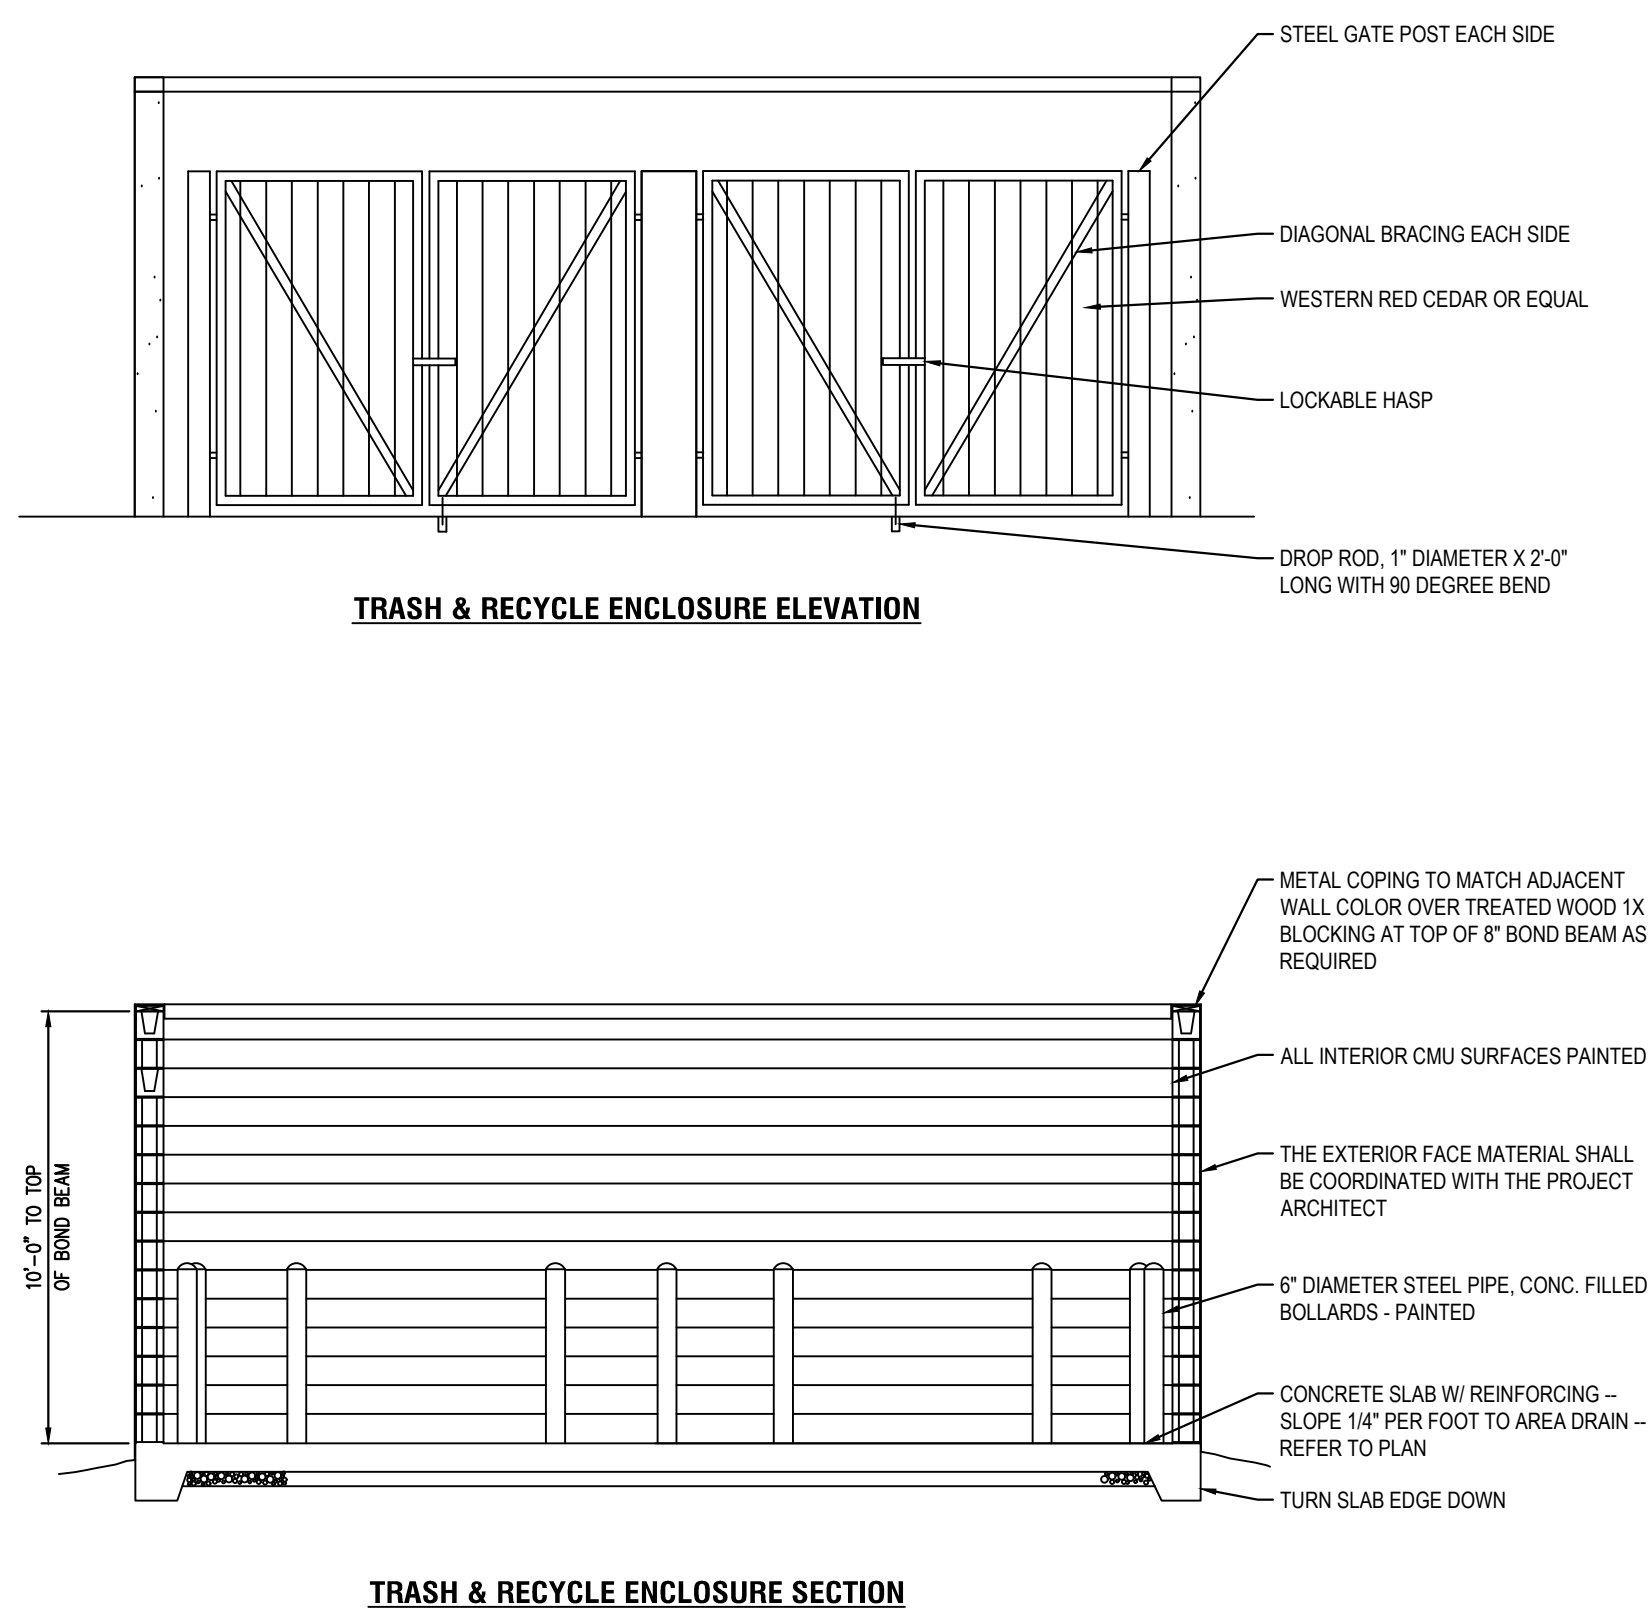 STEEL GATE POST EACH SIDE
DIAGONAL BRACING EACH SIDE
WESTERN RED CEDAR OR EQUAL
LOCKABLE HASP
DROP ROD, 1" DIAMETER X 2'-0"
LONG WITH 90 DEGREE BEND
TRASH & RECYCLE ENCLOSURE ELEVATION
METAL COPING TO MATCH ADJACENT
WALL COLOR OVER TREATED WOOD 1X
BLOCKING AT TOP OF 8" BOND BEAM AS
REQUIRED
ALL INTERIOR CMU SURFACES PAINTED
THE EXTERIOR FACE MATERIAL SHALL
BE COORDINATED WITH THE PROJECT
ARCHITECT
10'-0" TO TOP
OF BOND BEAM
6" DIAMETER STEEL PIPE, CONC. FILLED
BOLLARDS - PAINTED
CONCRETE SLAB W/ REINFORCING --
SLOPE 1/4" PER FOOT TO AREA DRAIN --
REFER TO PLAN
TURN SLAB EDGE DOWN
TRASH & RECYCLE ENCLOSURE SECTION